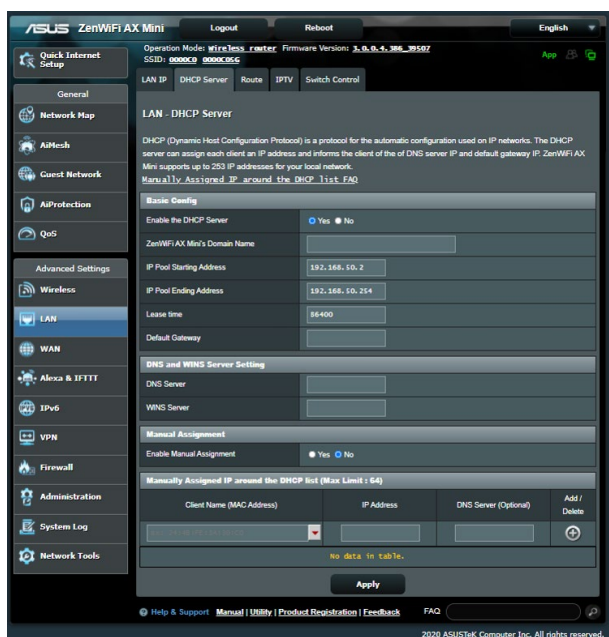 ASUS ZenWiFi AX Mini Logout Reboot English
Quick Internet Setup
Operation Mode: Wireless router Firmware Version: 3.0.0.4.386_39507
SSID: 0000C0 0000C05G
App
LAN IP DHCP Server Route IPTV Switch Control
General
Network Map
AiMesh
Guest Network
AiProtection
QoS
Advanced Settings
Wireless
LAN
WAN
Alexa & IFTTT
IPv6
VPN
Firewall
Administration
System Log
Network Tools
LAN - DHCP Server
DHCP (Dynamic Host Configuration Protocol) is a protocol for the automatic configuration used on IP networks. The DHCP
server can assign each client an IP address and informs the client of the of DNS server IP and default gateway IP. ZenWiFi AX
Mini supports up to 253 IP addresses for your local network.
Manually Assigned IP around the DHCP list FAQ
Basic Config
Enable the DHCP Server Yes No
ZenWiFi AX Mini's Domain Name
IP Pool Starting Address 192.168.50.2
IP Pool Ending Address 192.168.50.254
Lease time 86400
Default Gateway
DNS and WINS Server Setting
DNS Server
WINS Server
Manual Assignment
Enable Manual Assignment Yes No
Manually Assigned IP around the DHCP list (Max Limit : 64)
Client Name (MAC Address) IP Address DNS Server (Optional) Add / Delete
No data in table.
Apply
Help & Support Manual | Utility | Product Registration | Feedback FAQ
2020 ASUSTeK Computer Inc. All rights reserved.